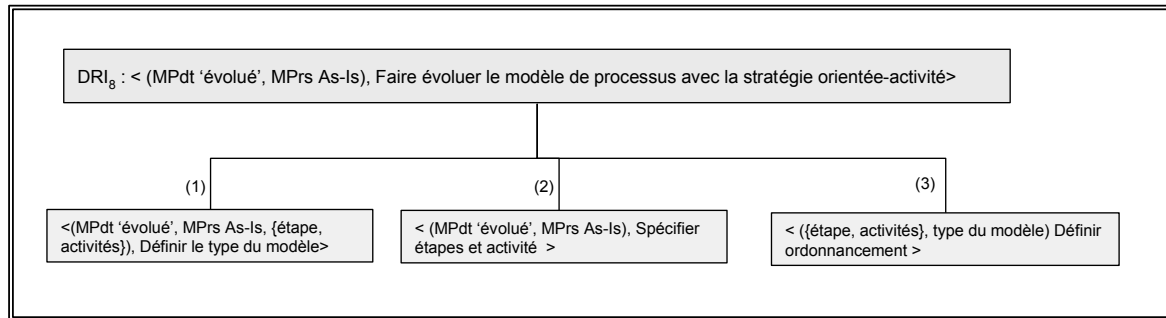 DRI8 : < (MPdt ‘évolué’, MPrs As-Is), Faire évoluer le modèle de processus avec la stratégie orientée-activité>
(1)
(2)
(3)
<(MPdt ‘évolué’, MPrs As-Is, {étape,
activités}), Définir le type du modèle>
< (MPdt ‘évolué’, MPrs As-Is), Spécifier
étapes et activité >
< ({étape, activités}, type du modèle) Définir
ordonnancement >